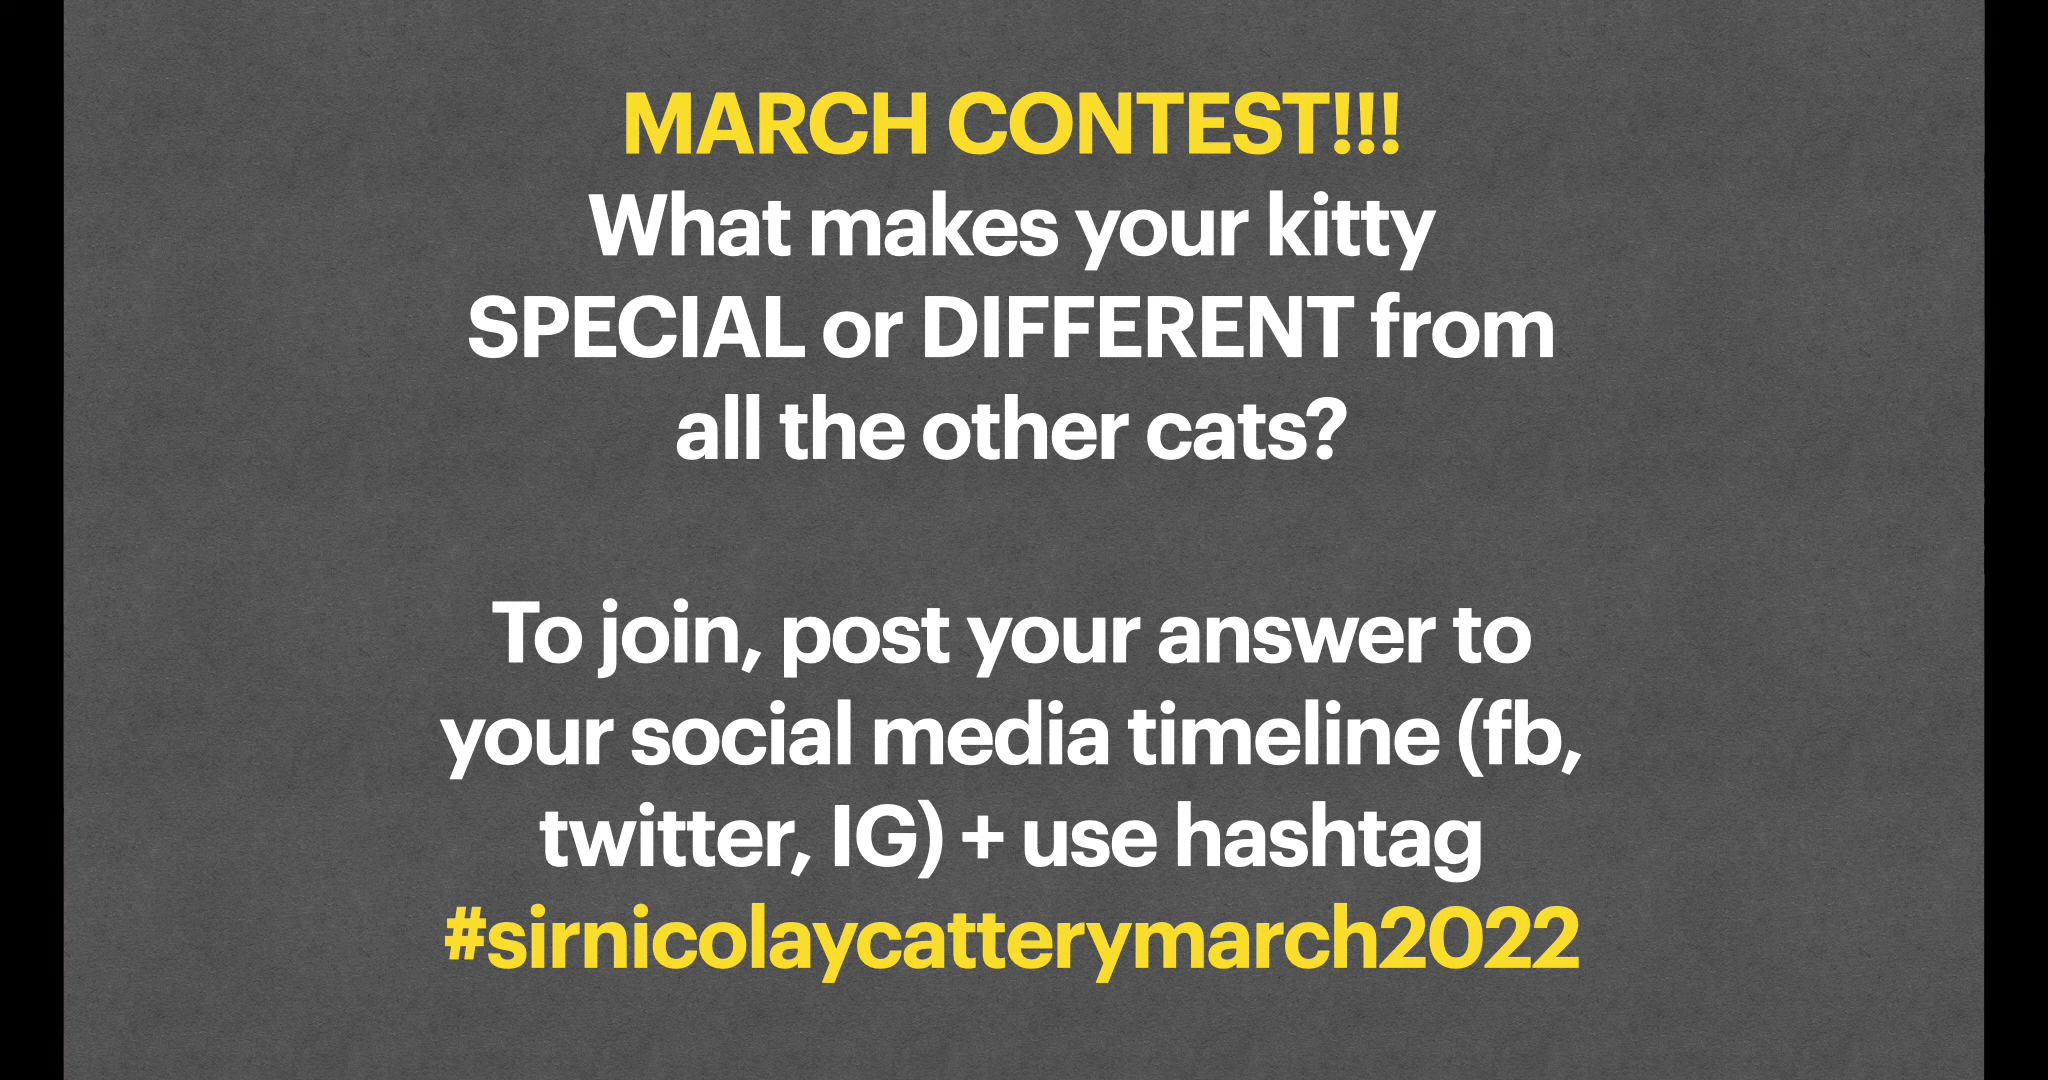 MARCH CONTEST!!!
What makes your kitty
SPECIAL or DIFFERENT from
all the other cats?
To join, post your answer to
your social media timeline (fb,
twitter, IG) + use hashtag
#sirnicolaycatterymarch2022